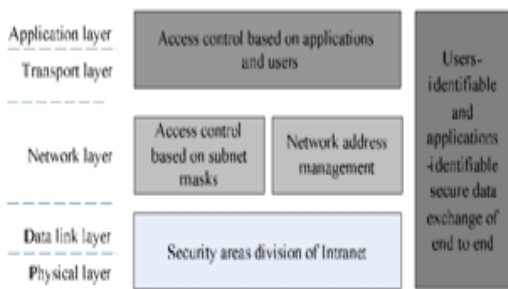 Application layer
Transport layer
Access control based on applications
and users
Network layer
Access control
based on subnet
masks
Network address
management
Data link layer
Physical layer
Security areas division of Intranet
Users-
identifiable
and
applications
-identifiable
secure data
exchange of
end to end